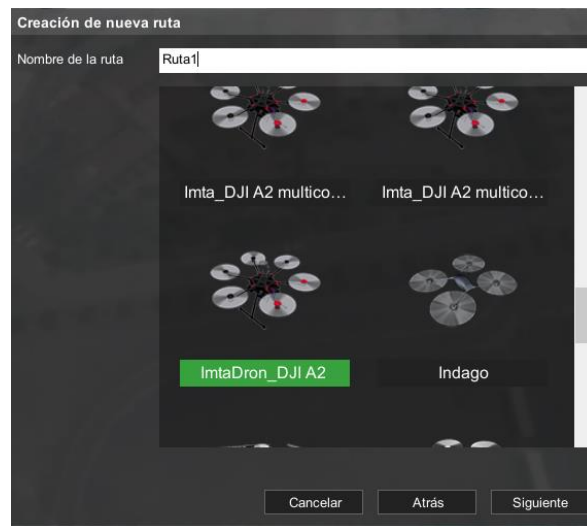 Creación de nueva ruta
Nombre de la ruta Ruta1
Imta_DJI A2 multico... Imta_DJI A2 multico...
ImtaDron_DJI A2 Indago
Cancelar Atrás Siguiente